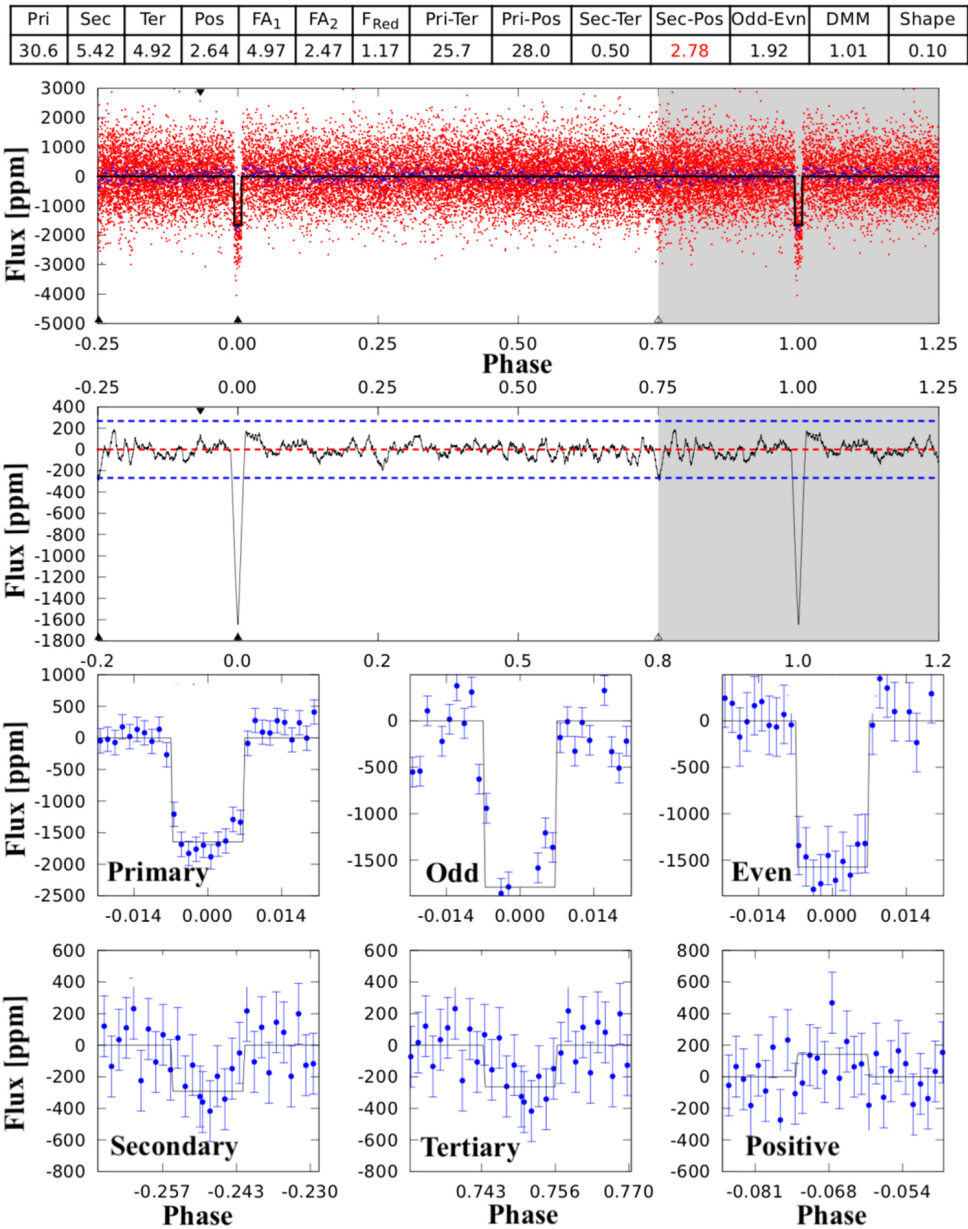 Pri Sec Ter Pos FA1 FA2 FRed Pri-Ter Pri-Pos Sec-Ter Sec-Pos Odd-Evn DMM Shape
30.6 5.42 4.92 2.64 4.97 2.47 1.17 25.7 28.0 0.50 2.78 1.92 1.01 0.10
3000
2000
1000
0
-1000
-2000
-3000
-4000
-5000
Flux [ppm]
-0.25 0.00 0.25 0.50 0.75 1.00 1.25
Phase
-0.25 0.00 0.25 0.50 0.75 1.00 1.25
400
200
0
-200
-400
-600
-800
-1000
-1200
-1400
-1600
-1800
Flux [ppm]
-0.2 0.0 0.2 0.5 0.8 1.0 1.2
1000
500
0
-500
-1000
-1500
-2000
-2500
Flux [ppm]
Primary
-0.014 0.000 0.014
0
-500
-1000
-1500
Odd
-0.014 0.000 0.014
0
-500
-1000
-1500
Even
-0.014 0.000 0.014
600
400
200
0
-200
-400
-600
-800
Flux [ppm]
Secondary
-0.257 -0.243 -0.230
Phase
600
400
200
0
-200
-400
-600
-800
Tertiary
0.743 0.756 0.770
Phase
800
600
400
200
0
-200
-400
-600
Positive
-0.081 -0.068 -0.054
Phase